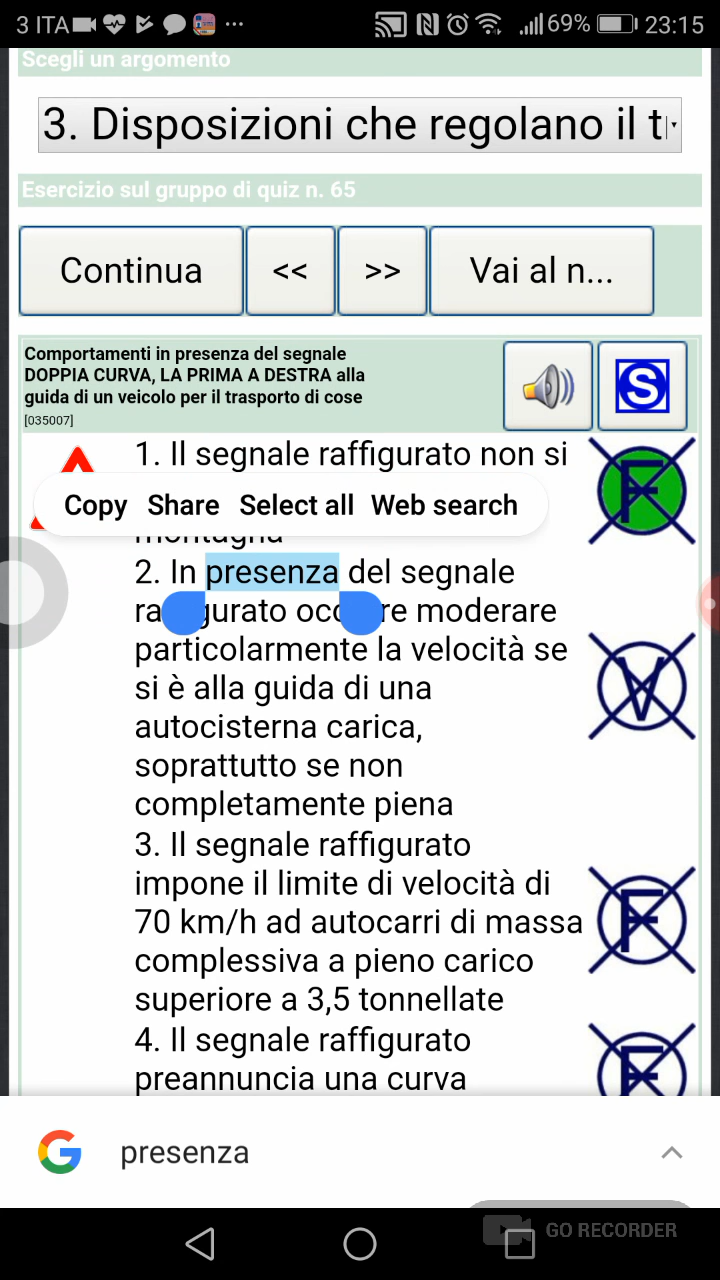 3 ITA
69%
23:15
Scegli un argomento
3. Disposizioni che regolano il t
Esercizio sul gruppo di quiz n. 65
Continua
<<
>>
Vai al n...
Comportamenti in presenza del segnale
DOPPIA CURVA, LA PRIMA A DESTRA alla
guida di un veicolo per il trasporto di cose
[035007]
S
1. Il segnale raffigurato non si
F
Copy Share Select all Web search
montagna
2. In presenza del segnale
moderare
particolarmente la velocità se
si è alla guida di una
autocisterna carica,
soprattutto se non
completamente piena
V
3. Il segnale raffigurato
impone il limite di velocità di
70 km/h ad autocarri di massa
complessiva a pieno carico
superiore a 3,5 tonnellate
F
4. Il segnale raffigurato
preannuncia una curva
F
G presenza
GO RECORDER